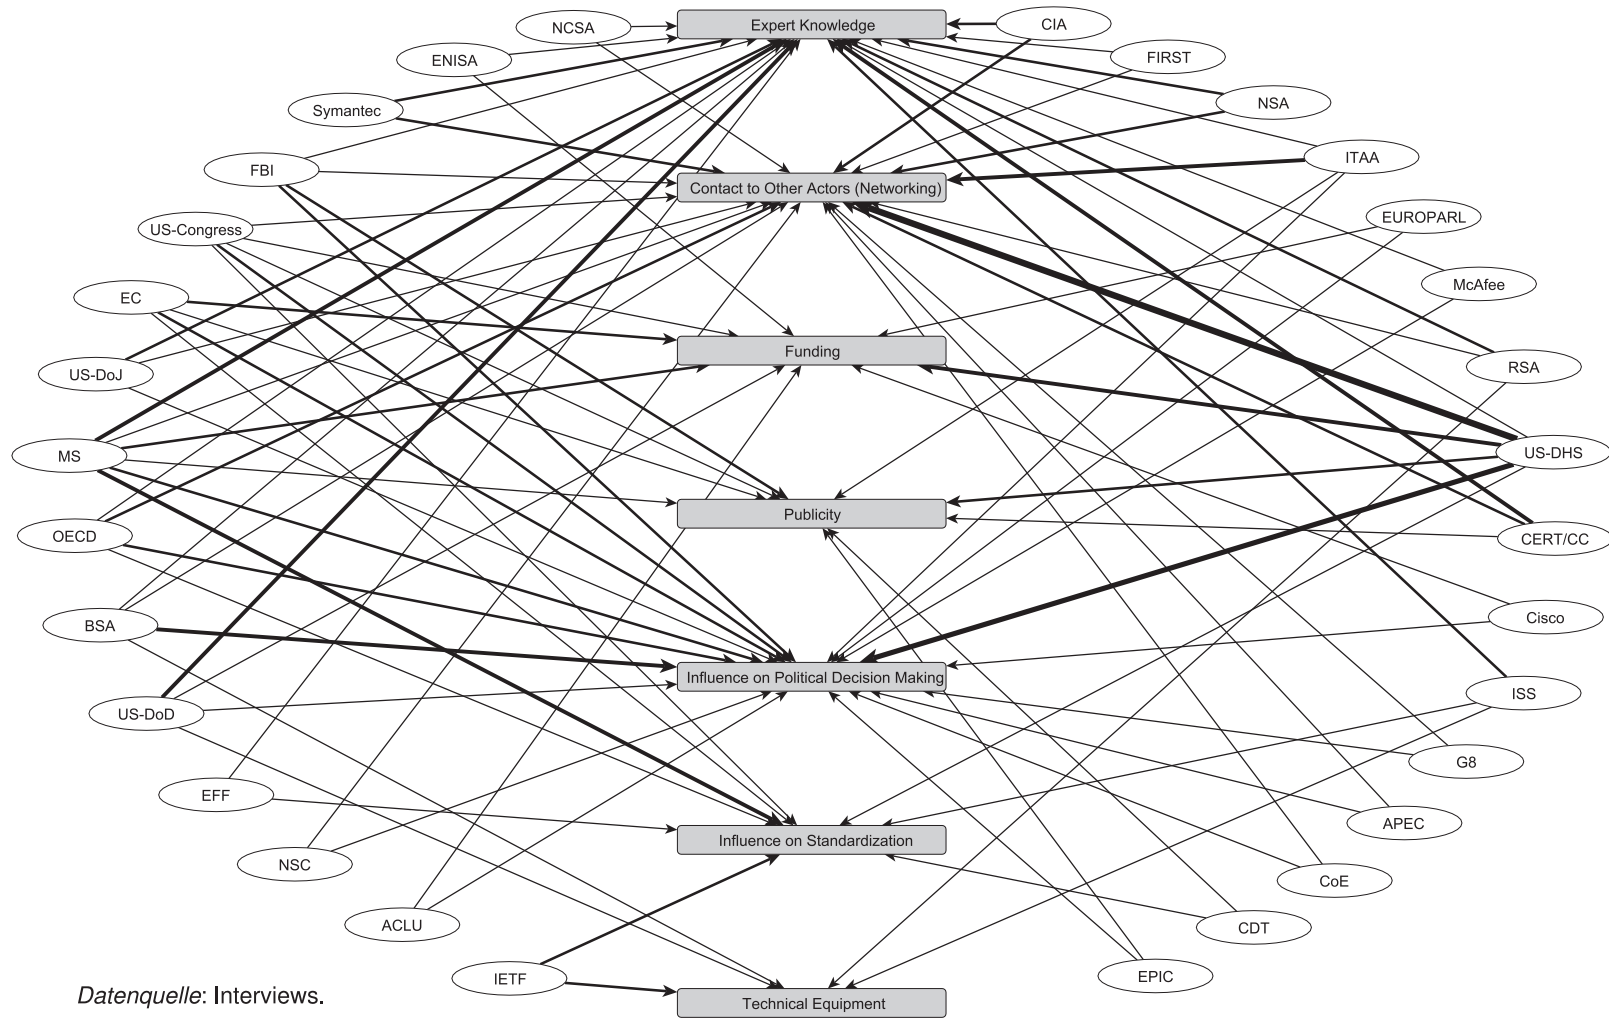 NCSA
Expert Knowledge
CIA
ENISA
FIRST
Symantec
NSA
FBI
ITAA
Contact to Other Actors (Networking)
US-Congress
EUROPARL
EC
McAfee
Funding
US-DoJ
RSA
MS
US-DHS
Publicity
OECD
CERT/CC
BSA
Cisco
Influence on Political Decision Making
US-DoD
ISS
G8
EFF
APEC
Influence on Standardization
NSC
CoE
ACLU
CDT
IETF
EPIC
Datenquelle: Interviews.
Technical Equipment